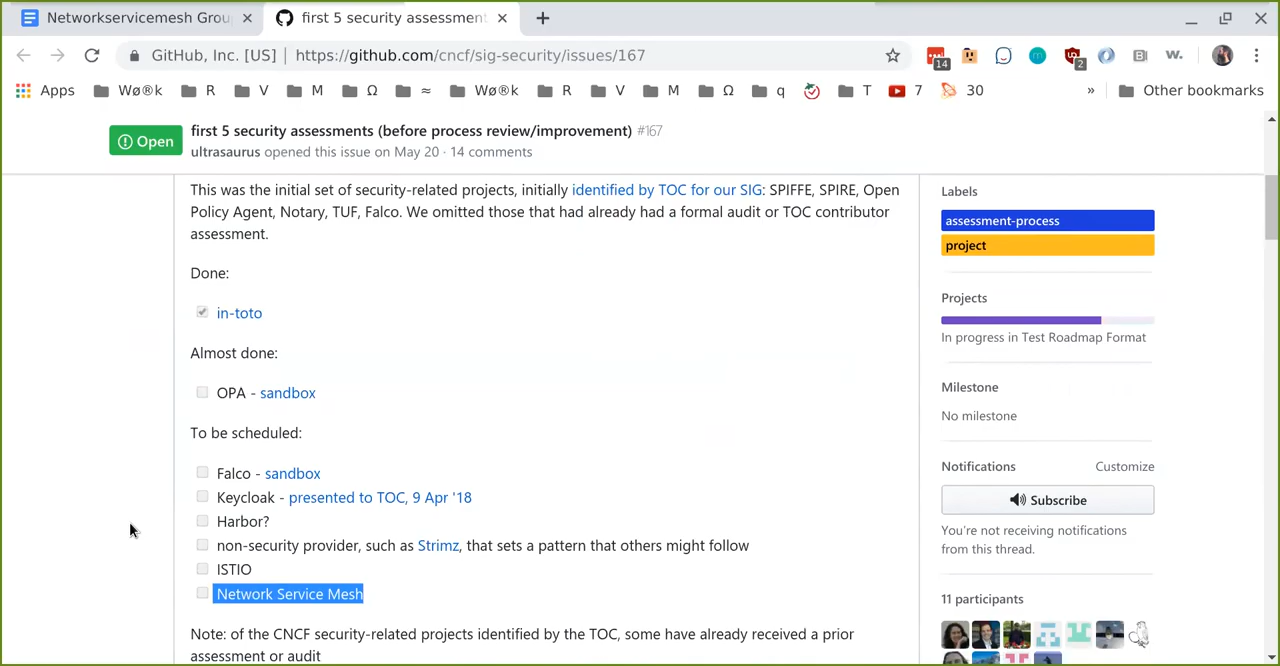 Networkservicemesh Grou
first 5 security assessment
GitHub, Inc. [US] | https://github.com/cncf/sig-security/issues/167
14
2
Apps Wø®k R V M Ω ≈ Wø®k R V M Ω q T 7 30 » Other bookmarks
Open
first 5 security assessments (before process review/improvement) #167
ultrasaurus opened this issue on May 20 · 14 comments
This was the initial set of security-related projects, initially identified by TOC for our SIG: SPIFFE, SPIRE, Open
Policy Agent, Notary, TUF, Falco. We omitted those that had already had a formal audit or TOC contributor
assessment.
Done:
in-toto
Almost done:
OPA - sandbox
To be scheduled:
Falco - sandbox
Keycloak - presented to TOC, 9 Apr '18
Harbor?
non-security provider, such as Strimz, that sets a pattern that others might follow
ISTIO
Network Service Mesh
Note: of the CNCF security-related projects identified by the TOC, some have already received a prior
assessment or audit
Labels
assessment-process
project
Projects
In progress in Test Roadmap Format
Milestone
No milestone
Notifications Customize
Subscribe
You're not receiving notifications
from this thread.
11 participants